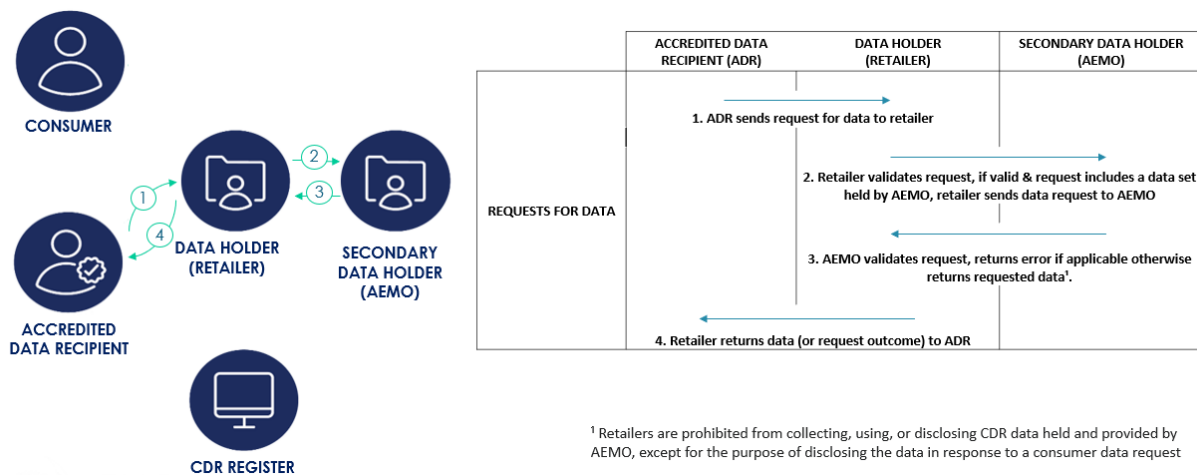 CONSUMER
1
2
3
4
DATA HOLDER
(RETAILER)
SECONDARY
DATA HOLDER
(AEMO)
ACCREDITED
DATA RECIPIENT
CDR REGISTER
ACCREDITED DATA
RECIPIENT (ADR)
DATA HOLDER
(RETAILER)
SECONDARY DATA HOLDER
(AEMO)
REQUESTS FOR DATA
1. ADR sends request for data to retailer
2. Retailer validates request, if valid & request includes a data set
held by AEMO, retailer sends data request to AEMO
3. AEMO validates request, returns error if applicable otherwise
returns requested data¹.
4. Retailer returns data (or request outcome) to ADR
¹ Retailers are prohibited from collecting, using, or disclosing CDR data held and provided by
AEMO, except for the purpose of disclosing the data in response to a consumer data request